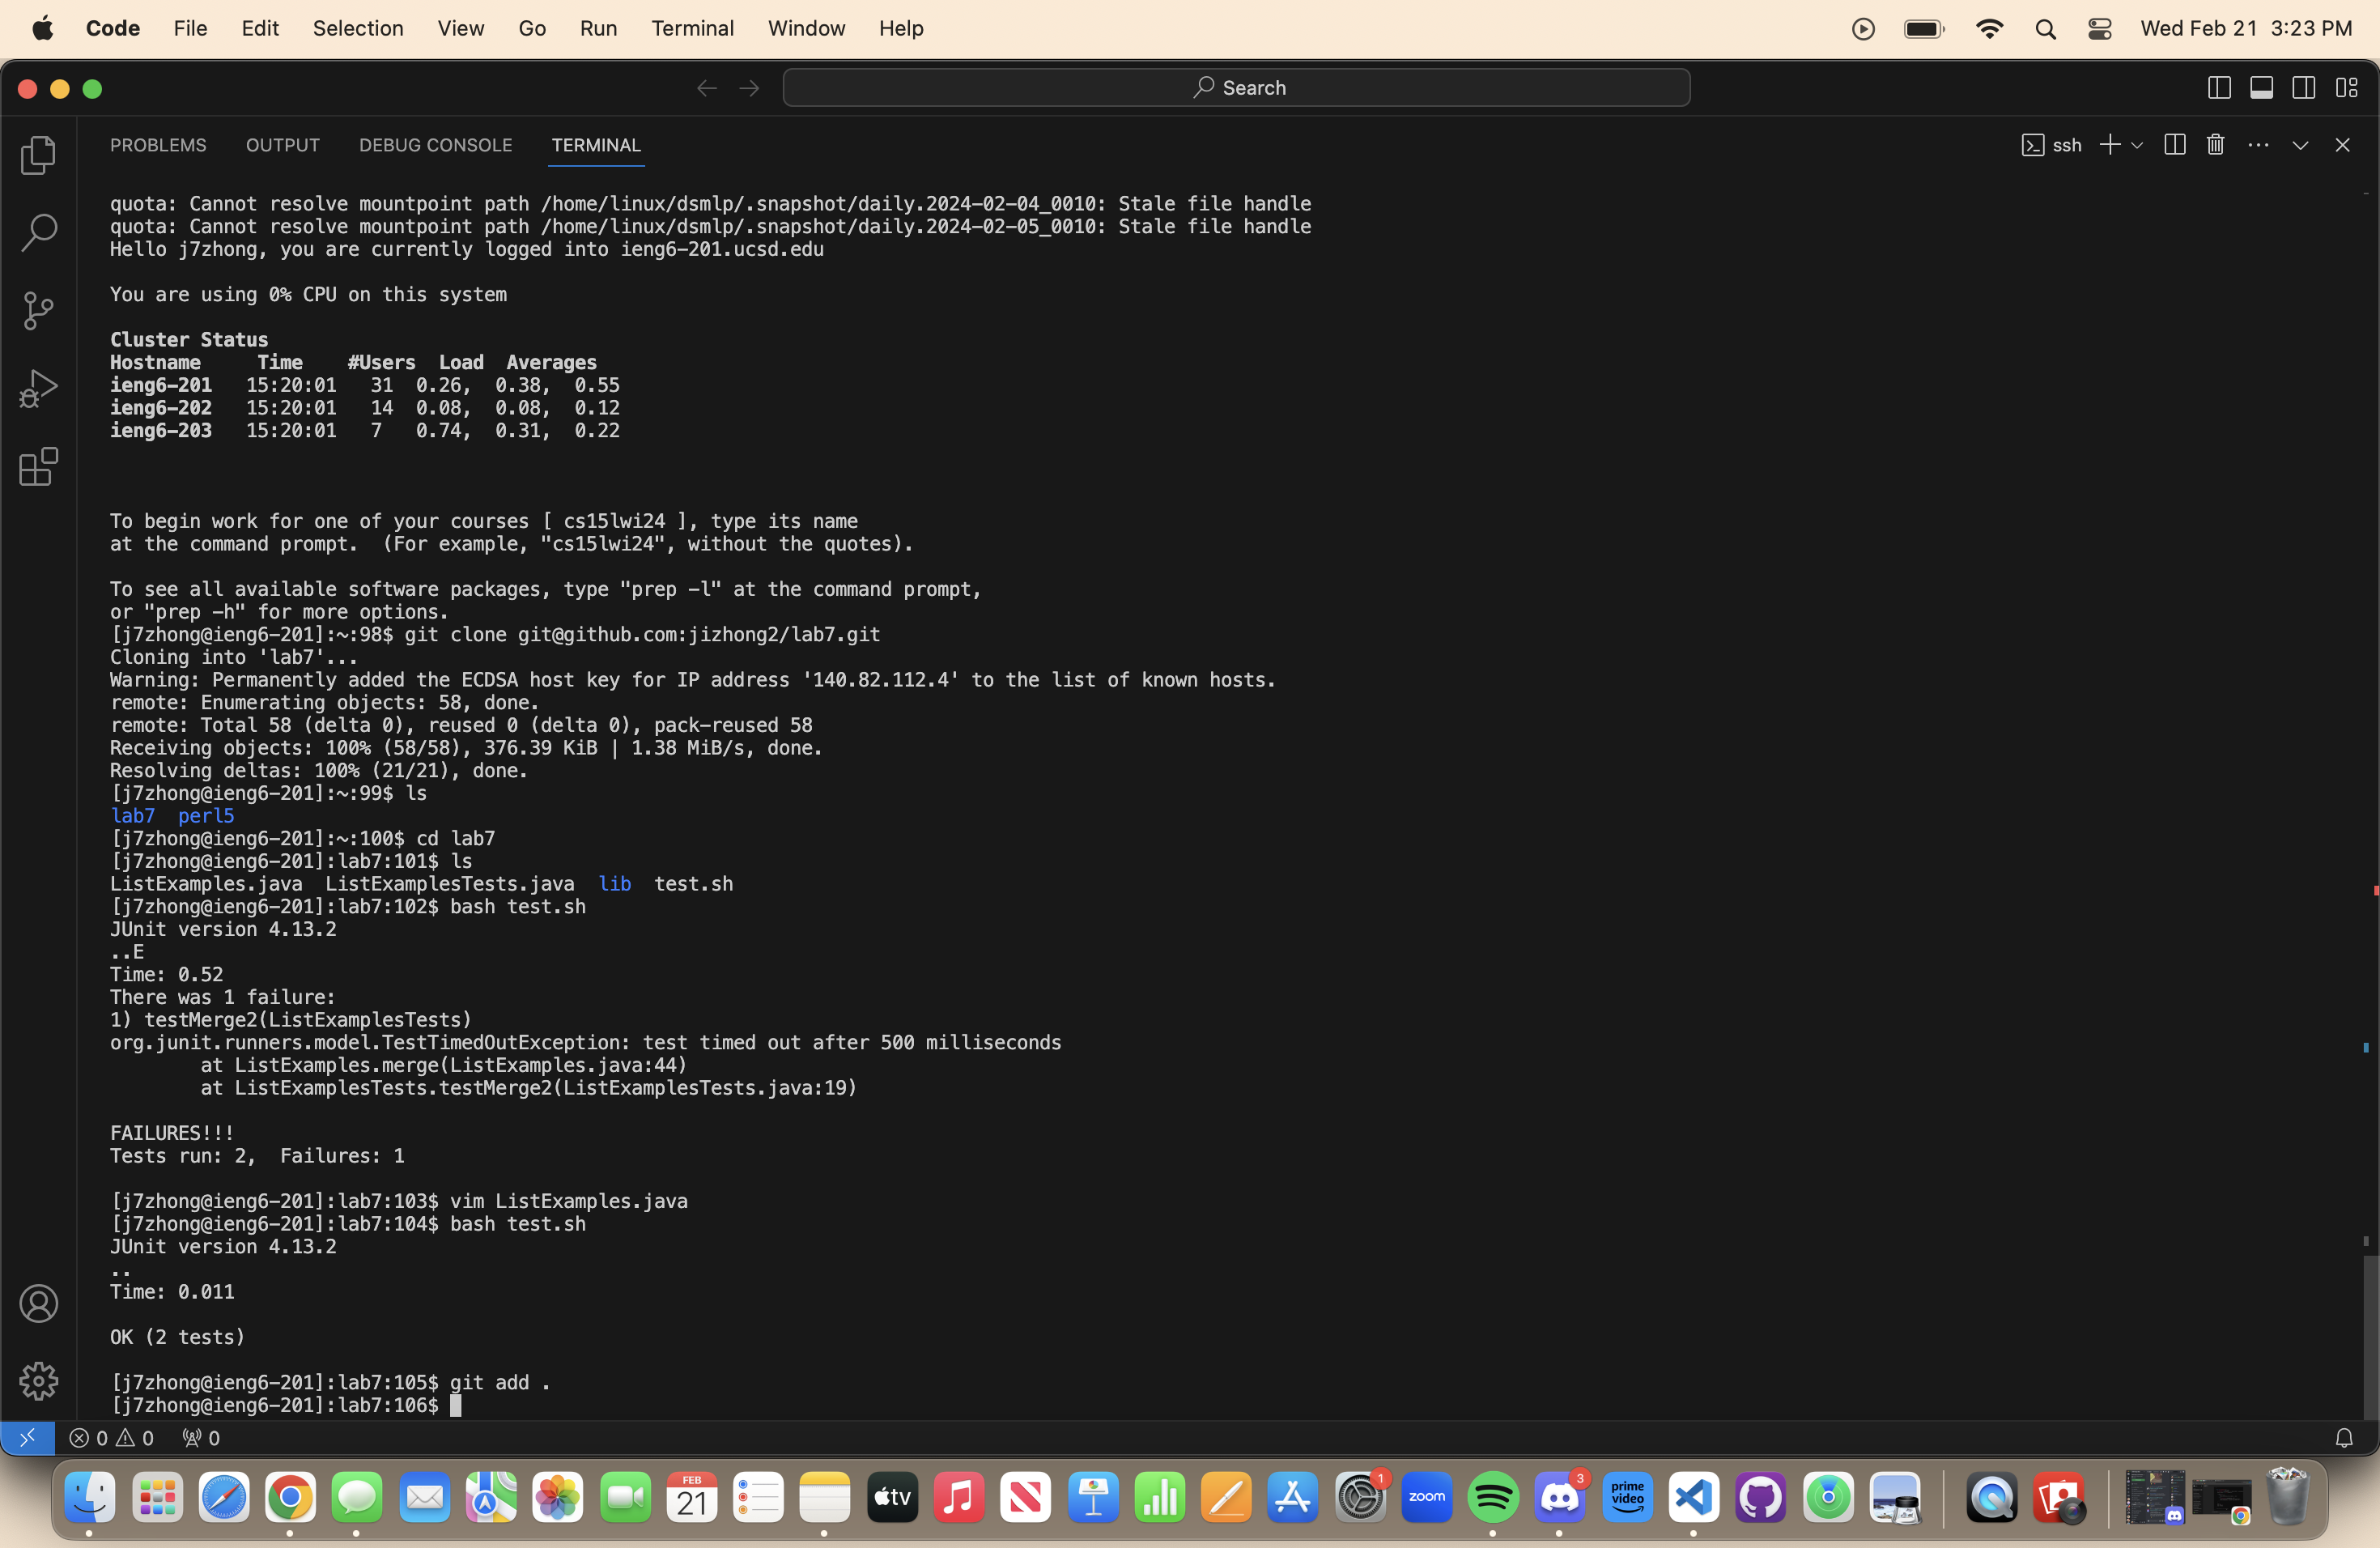 Code File Edit Selection View Go Run Terminal Window Help Wed Feb 21 3:23 PM
Search
PROBLEMS OUTPUT DEBUG CONSOLE TERMINAL ssh
quota: Cannot resolve mountpoint path /home/linux/dsmlp/.snapshot/daily.2024-02-04_0010: Stale file handle
quota: Cannot resolve mountpoint path /home/linux/dsmlp/.snapshot/daily.2024-02-05_0010: Stale file handle
Hello j7zhong, you are currently logged into ieng6-201.ucsd.edu
You are using 0% CPU on this system
Cluster Status
Hostname Time #Users Load Averages
ieng6-201 15:20:01 31 0.26, 0.38, 0.55
ieng6-202 15:20:01 14 0.08, 0.08, 0.12
ieng6-203 15:20:01 7 0.74, 0.31, 0.22
To begin work for one of your courses [ cs15lwi24 ], type its name
at the command prompt. (For example, "cs15lwi24", without the quotes).
To see all available software packages, type "prep -l" at the command prompt,
or "prep -h" for more options.
[j7zhong@ieng6-201]:~:98$ git clone git@github.com:jizhong2/lab7.git
Cloning into 'lab7'...
Warning: Permanently added the ECDSA host key for IP address '140.82.112.4' to the list of known hosts.
remote: Enumerating objects: 58, done.
remote: Total 58 (delta 0), reused 0 (delta 0), pack-reused 58
Receiving objects: 100% (58/58), 376.39 KiB | 1.38 MiB/s, done.
Resolving deltas: 100% (21/21), done.
[j7zhong@ieng6-201]:~:99$ ls
lab7 perl5
[j7zhong@ieng6-201]:~:100$ cd lab7
[j7zhong@ieng6-201]:lab7:101$ ls
ListExamples.java ListExamplesTests.java lib test.sh
[j7zhong@ieng6-201]:lab7:102$ bash test.sh
JUnit version 4.13.2
..E
Time: 0.52
There was 1 failure:
1) testMerge2(ListExamplesTests)
org.junit.runners.model.TestTimedOutException: test timed out after 500 milliseconds
at ListExamples.merge(ListExamples.java:44)
at ListExamplesTests.testMerge2(ListExamplesTests.java:19)
FAILURES!!!
Tests run: 2, Failures: 1
[j7zhong@ieng6-201]:lab7:103$ vim ListExamples.java
[j7zhong@ieng6-201]:lab7:104$ bash test.sh
JUnit version 4.13.2
..
Time: 0.011
OK (2 tests)
[j7zhong@ieng6-201]:lab7:105$ git add .
[j7zhong@ieng6-201]:lab7:106$
0 0 0
FEB
21
tv
1
zoom
3
prime
video